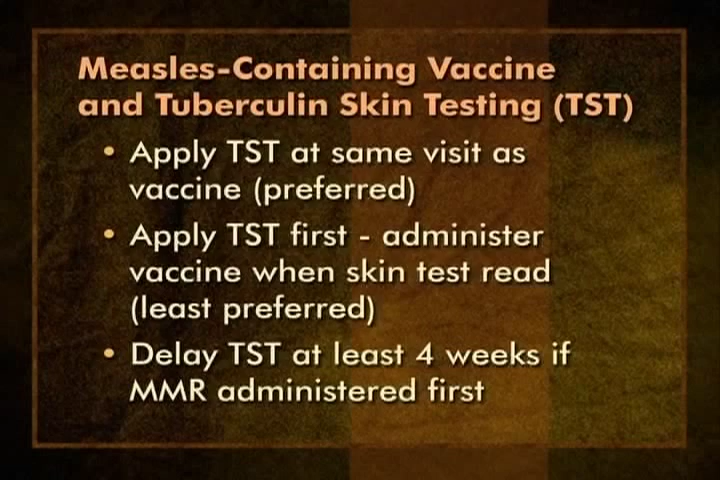 Measles-Containing Vaccine
and Tuberculin Skin Testing (TST)
• Apply TST at same visit as
vaccine (preferred)
• Apply TST first - administer
vaccine when skin test read
(least preferred)
• Delay TST at least 4 weeks if
MMR administered first